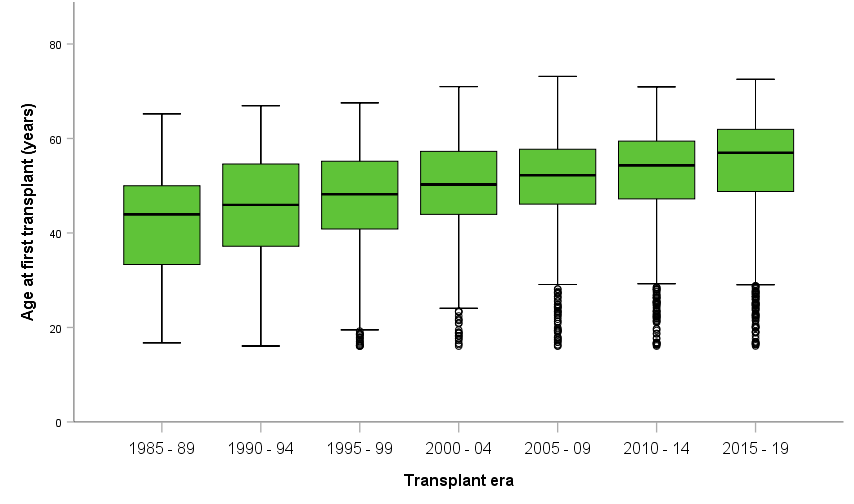 Age at first transplant (years)
80
60
40
20
0
1985 - 89 1990 - 94 1995 - 99 2000 - 04 2005 - 09 2010 - 14 2015 - 19
Transplant era